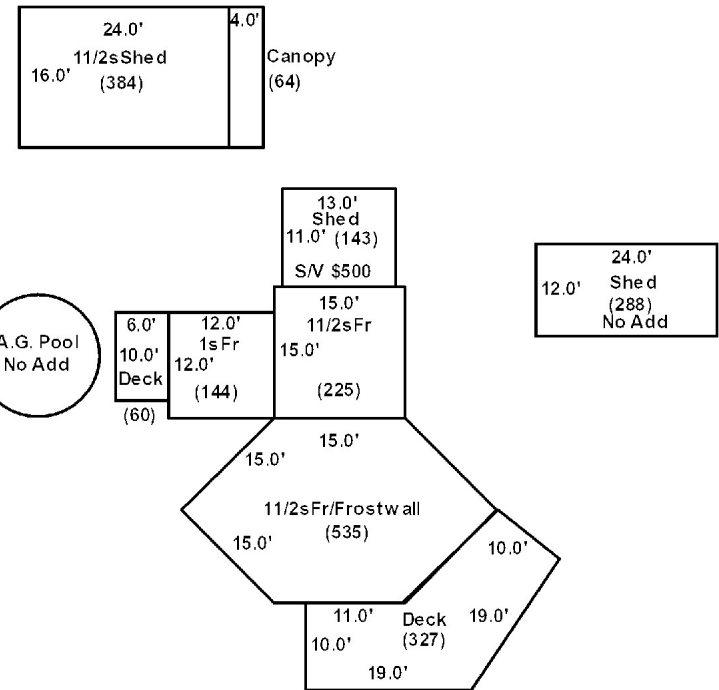 24.0'
4.0'
11/2sShed
Canopy
16.0'
(384)
(64)
13.0'
Shed
11.0' (143)
S/V $500
24.0'
12.0'
Shed
(288)
No Add
A.G. Pool
No Add
6.0'
10.0'
Deck
(60)
12.0'
1sFr
12.0'
(144)
15.0'
11/2sFr
15.0'
(225)
15.0'
15.0'
11/2sFr/Frostwall
(535)
15.0'
10.0'
11.0'
Deck
19.0'
10.0'
(327)
19.0'